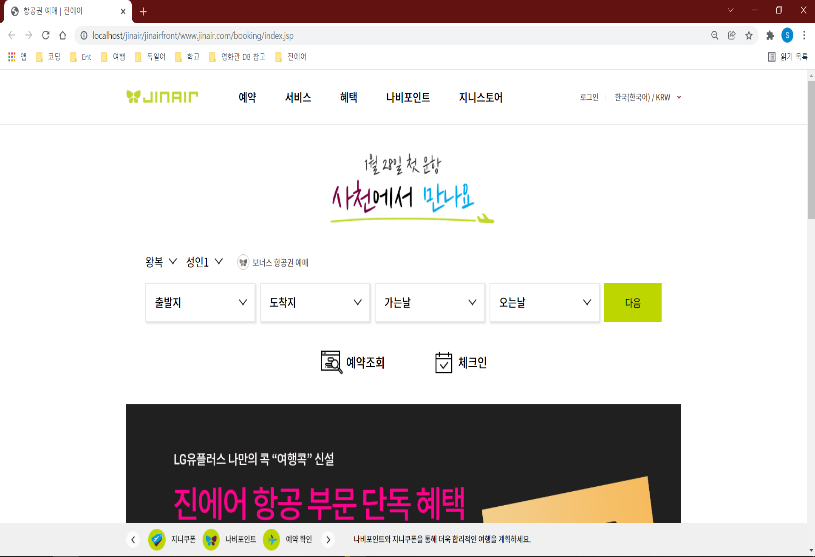 항공권 예매 | 진에어
localhost/jinair/jinairfront/www.jinair.com/booking/index.jsp
앱 코딩 Ent 여행 독일어 학교 영화관 DB 참고 진에어 읽기 목록
JINAIR 예약 서비스 혜택 나비포인트 지니스토어 로그인 한국(한국어) / KRW
1월 28일 첫 운항
사천에서 만나요
왕복 성인1 보너스 항공권 예매
출발지 도착지 가는날 오는날 다음
예약조회 체크인
LG유플러스 나만의 콕 “여행콕” 신설
진에어 항공 부문 단독 혜택
지니쿠폰 나비포인트 예약 확인 나비포인트와 지니쿠폰을 통해 더욱 합리적인 여행을 계획하세요.